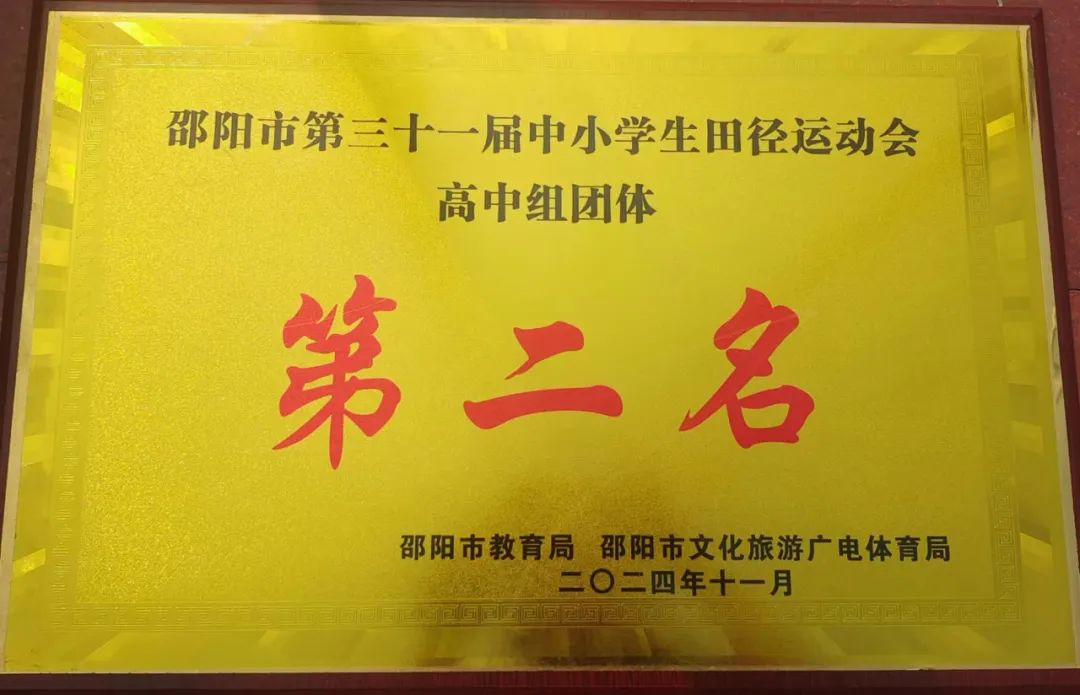 邵阳市第三十一届中小学生田径运动会
高中组团体
第二名
邵阳市教育局 邵阳市文化旅游广电体育局
二〇二四年十一月